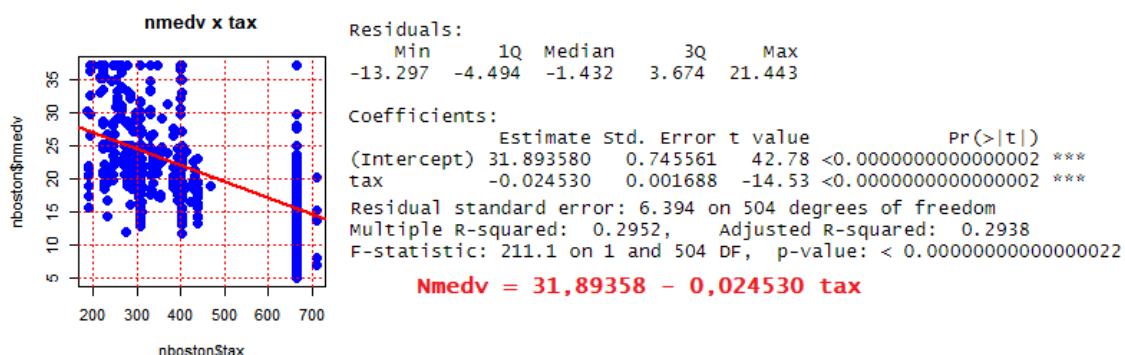 nmedv x tax
nboston$nmedv
35
30
25
20
15
10
5
200 300 400 500 600 700
nboston$tax
Residuals:
Min 1Q Median 3Q Max
-13.297 -4.494 -1.432 3.674 21.443
Coefficients:
Estimate Std. Error t value Pr(>|t|)
(Intercept) 31.893580 0.745561 42.78 <0.0000000000000002 ***
tax -0.024530 0.001688 -14.53 <0.0000000000000002 ***
Residual standard error: 6.394 on 504 degrees of freedom
Multiple R-squared: 0.2952, Adjusted R-squared: 0.2938
F-statistic: 211.1 on 1 and 504 DF, p-value: < 0.00000000000000022
Nmedv = 31,89358 - 0,024530 tax